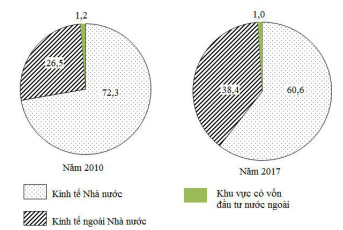 1,2
26,5
72,3
Năm 2010
1,0
38,4
60,6
Năm 2017
Kinh tế Nhà nước
Kinh tế ngoài Nhà nước
Khu vực có vốn
đầu tư nước ngoài